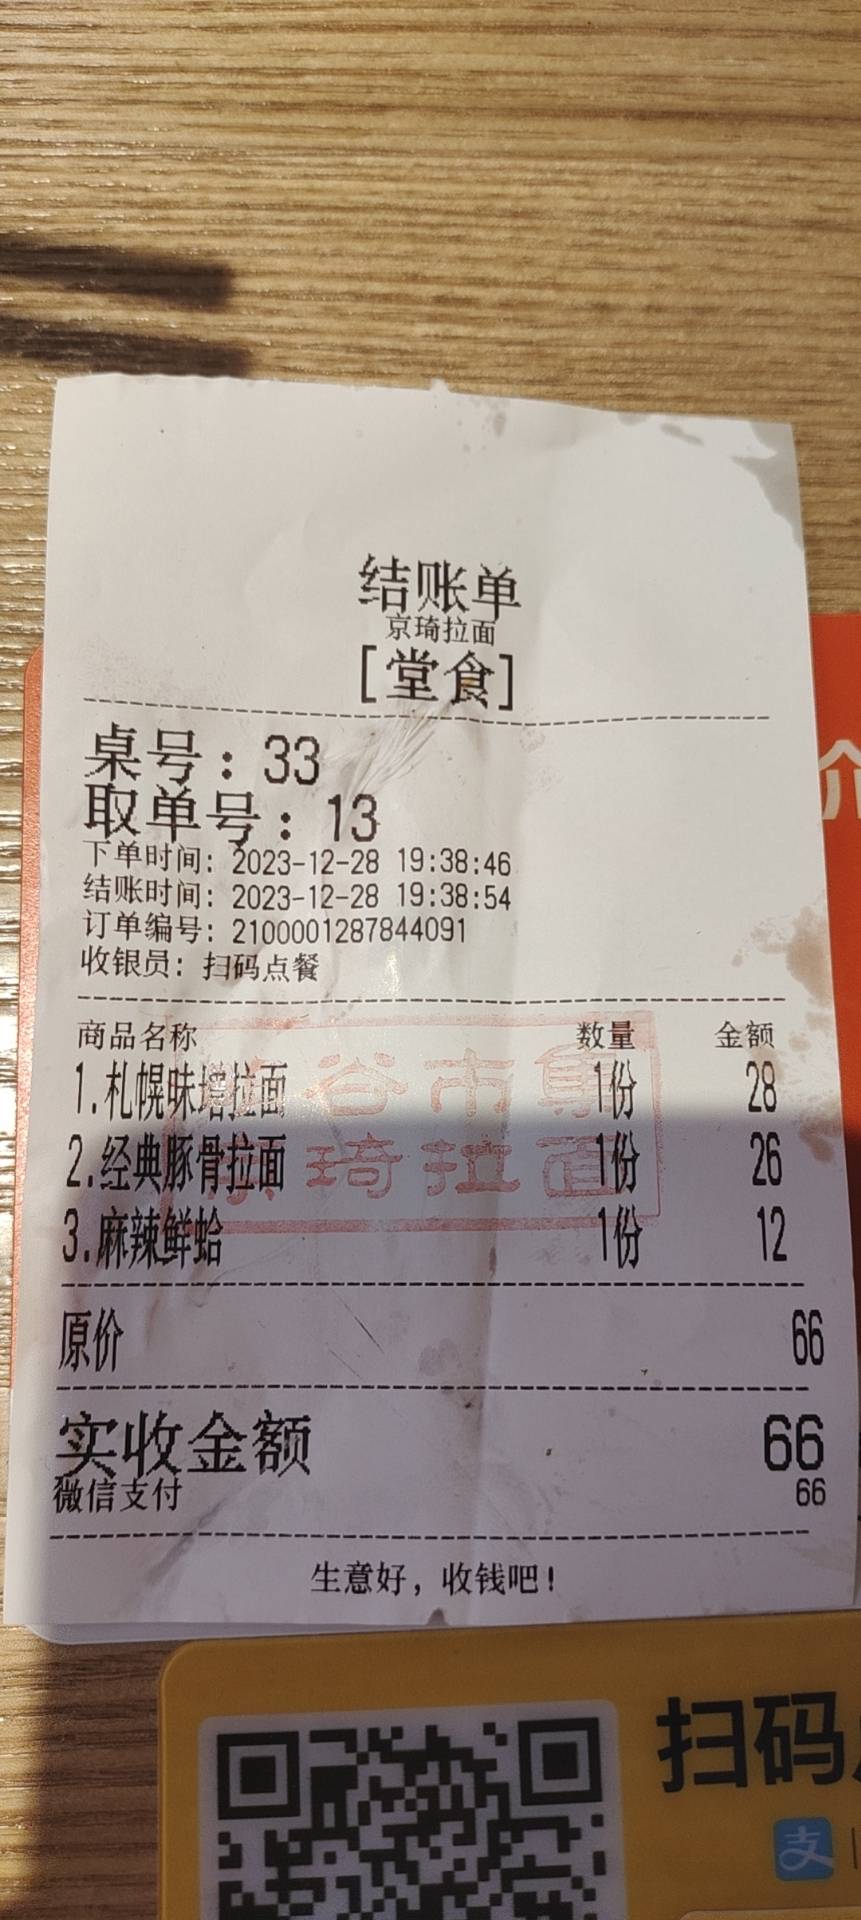 结账单
京琦拉面
[堂食]
桌号:33
取单号:13
下单时间:2023-12-28 19:38:46
结账时间:2023-12-28 19:38:54
订单编号:2100001287844091
收银员:扫码点餐
商品名称 数量 金额
1.札幌味增拉面 1份 28
2.经典豚骨拉面 1份 26
3.麻辣鲜蛤 1份 12
谷市集
琦拉面
原价 66
实收金额 66
微信支付 66
生意好,收钱吧!
介
扫码
支